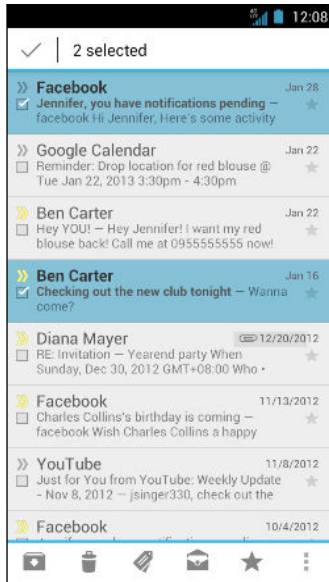 4G
12:08
2 selected
Facebook Jan 28
Jennifer, you have notifications pending –
facebook Hi Jennifer, Here's some activity
Google Calendar Jan 22
Reminder: Drop location for red blouse @
Tue Jan 22, 2013 3:30pm - 4:30pm
Ben Carter Jan 22
Hey YOU! – Hey Jennifer! I want my red
blouse back! Call me at 0955555555 now!
Ben Carter Jan 16
Checking out the new club tonight – Wanna
come?
Diana Mayer 12/20/2012
RE: Invitation – Yearend party When
Sunday, Dec 30, 2012 GMT+08:00 Who •
Facebook 11/13/2012
Charles Collins's birthday is coming –
facebook Wish Charles Collins a happy
YouTube 11/8/2012
Just for You from YouTube: Weekly Update
- Nov 8, 2012 – jsinger330, check out the
Facebook 10/4/2012